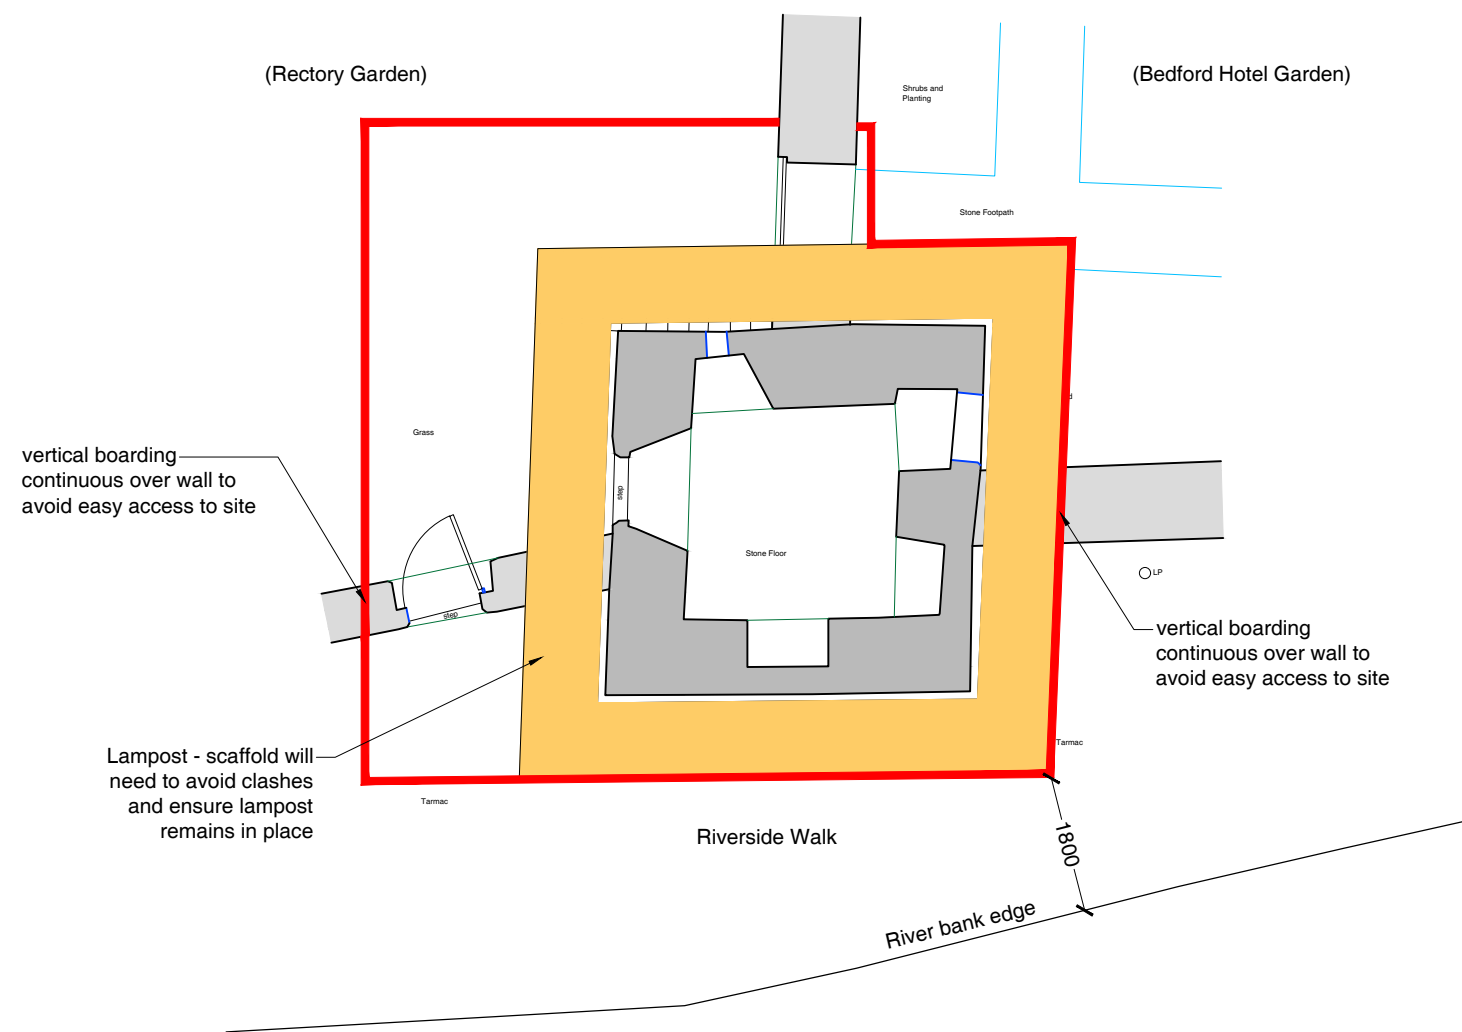 (Rectory Garden)
(Bedford Hotel Garden)
Shrubs and
Planting
Stone Footpath
Grass
vertical boarding
continuous over wall to
avoid easy access to site
step
Stone Floor
step
LP
vertical boarding
continuous over wall to
avoid easy access to site
Lampost - scaffold will
need to avoid clashes
and ensure lampost
remains in place
Tarmac
Tarmac
Riverside Walk
1800
River bank edge